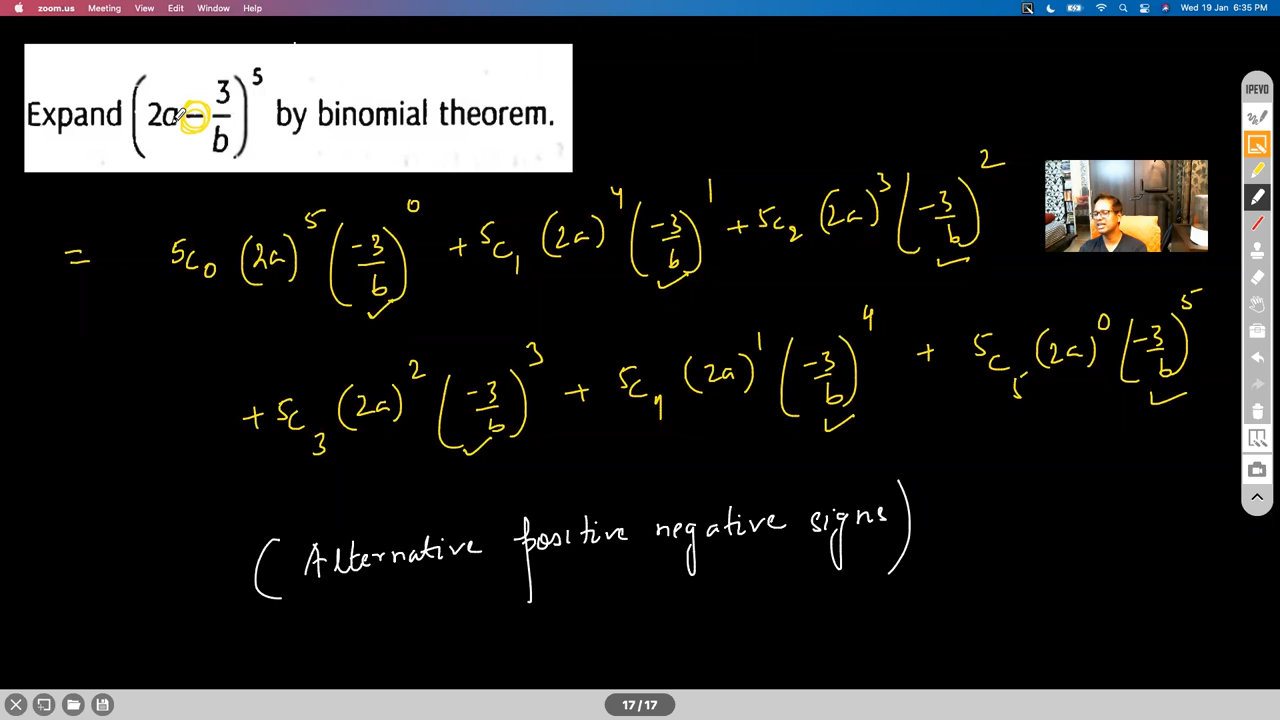 zoom.us Meeting View Edit Window Help Wed 19 Jan 6:35 PM
Expand (2a - 3/b)^5 by binomial theorem.
IPEVO
= 5C₀ (2a)^5 (-3/b)^0 + 5C₁ (2a)^4 (-3/b)^1 + 5C₂ (2a)^3 (-3/b)^2
+ 5C₃ (2a)^2 (-3/b)^3 + 5C₄ (2a)^1 (-3/b)^4 + 5C₅ (2a)^0 (-3/b)^5
(Alternative positive negative signs)
17/17